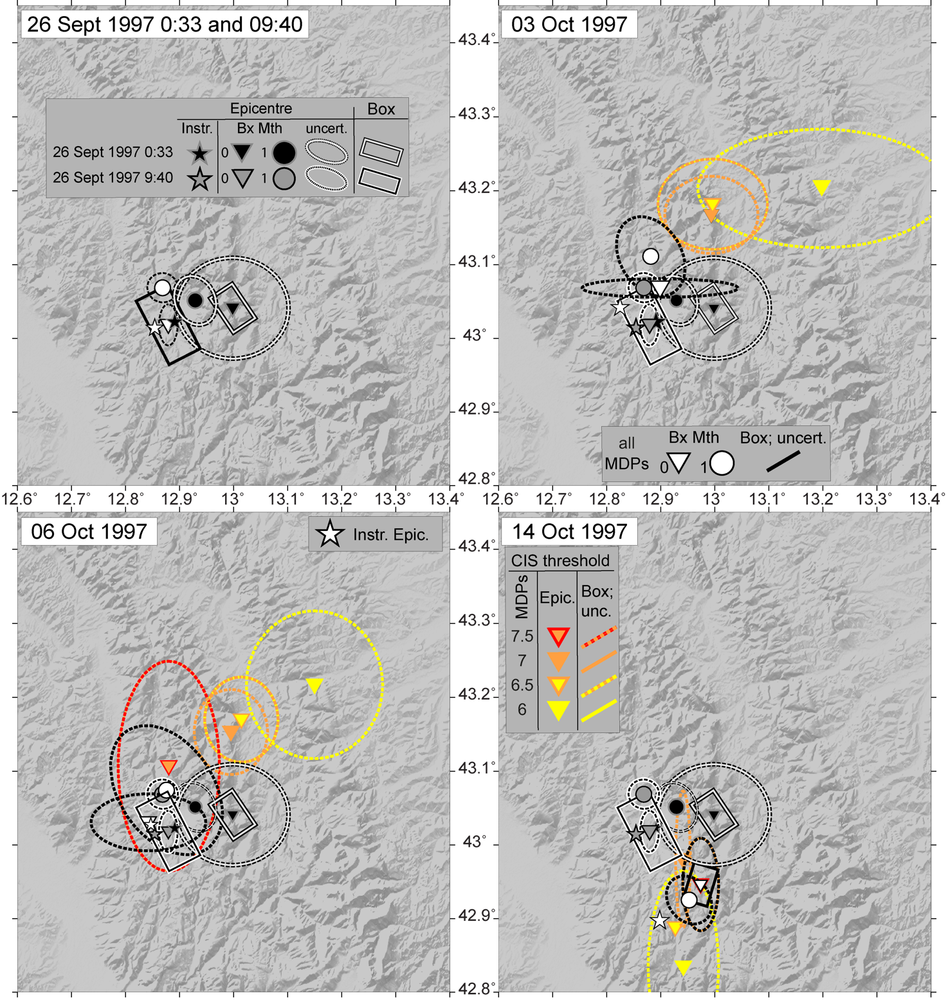 26 Sept 1997 0:33 and 09:40
03 Oct 1997
43.4˚
Epicentre
Box
Instr.
Bx Mth
uncert.
26 Sept 1997 0:33
0
1
26 Sept 1997 9:40
0
1
43.3˚
43.2˚
43.1˚
43˚
42.9˚
all
MDPs
Bx Mth
Box; uncert.
0
1
42.8˚
12.6˚ 12.7˚ 12.8˚ 12.9˚ 13˚ 13.1˚ 13.2˚ 13.3˚ 13.4˚
12.6˚ 12.7˚ 12.8˚ 12.9˚ 13˚ 13.1˚ 13.2˚ 13.3˚ 13.4˚
06 Oct 1997
Instr. Epic.
14 Oct 1997
43.4˚
CIS threshold
MDPs
Epic.
Box;
unc.
7.5
7
6.5
6
43.3˚
43.2˚
43.1˚
43˚
42.9˚
42.8˚